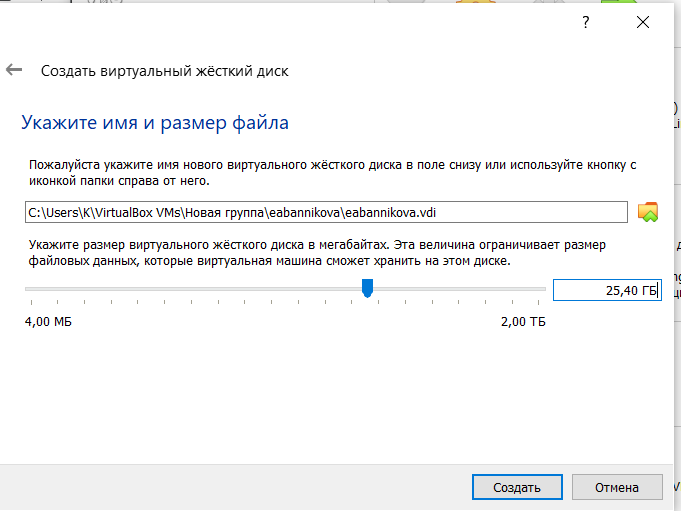 ?
Создать виртуальный жёсткий диск
Укажите имя и размер файла
Пожалуйста укажите имя нового виртуального жёсткого диска в поле снизу или используйте кнопку с
иконкой папки справа от него.
C:\Users\K\VirtualBox VMs\Новая группа\eabannikova\eabannikova.vdi
Укажите размер виртуального жёсткого диска в мегабайтах. Эта величина ограничивает размер
файловых данных, которые виртуальная машина сможет хранить на этом диске.
25,40 ГБ
4,00 МБ 2,00 ТБ
Создать Отмена